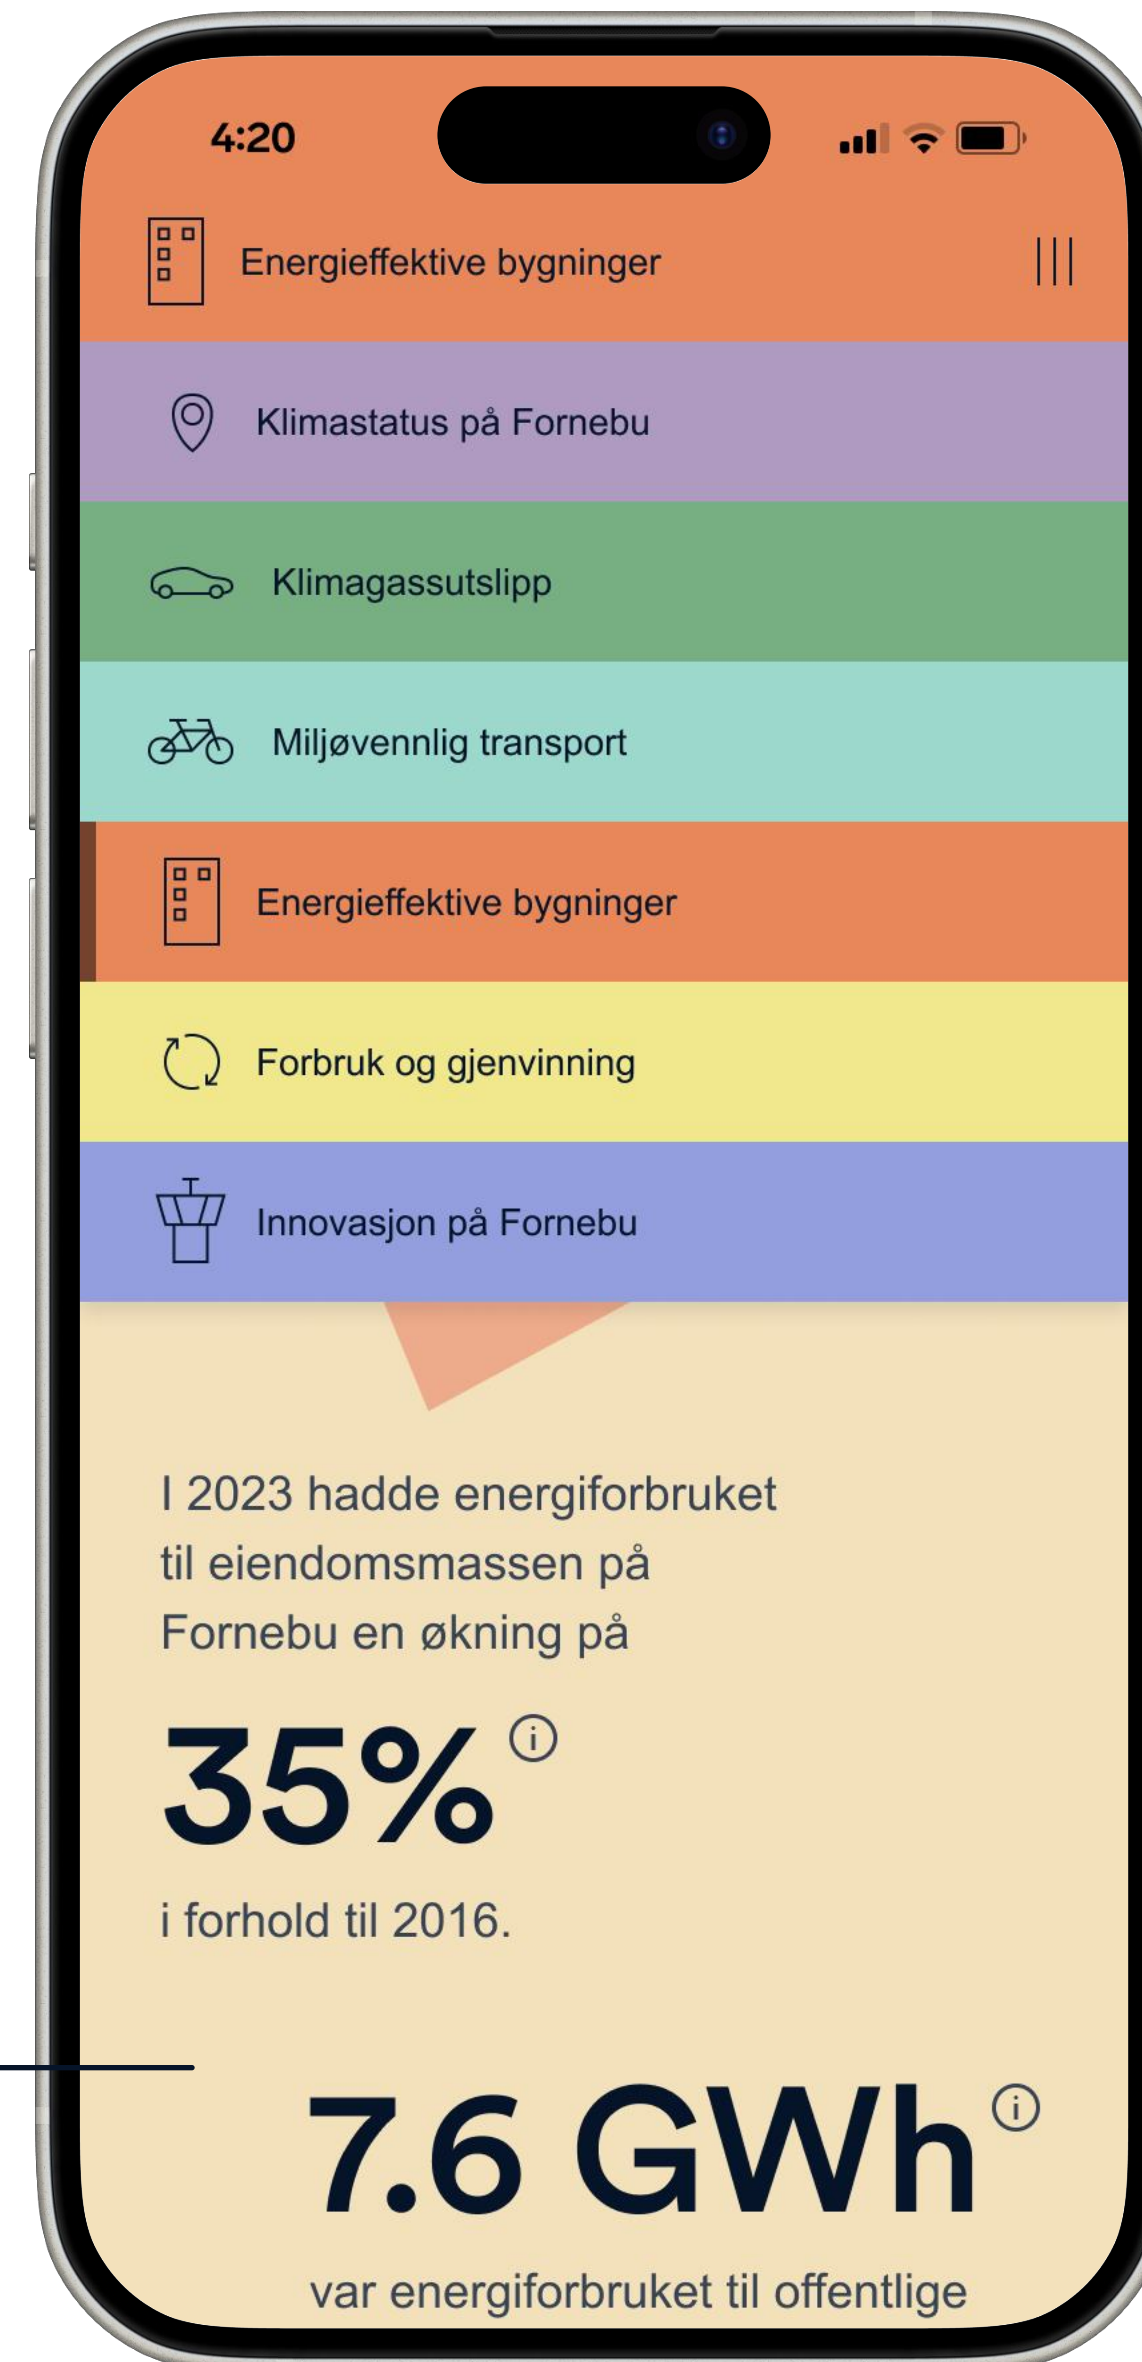 4:20
Energieffektive bygninger
Klimastatus på Fornebu
Klimagassutslipp
Miljøvennlig transport
Energieffektive bygninger
Forbruk og gjenvinning
Innovasjon på Fornebu
I 2023 hadde energiforbruket
til eiendomsmassen på
Fornebu en økning på
35%
i forhold til 2016.
7.6 GWh
var energiforbruket til offentlige